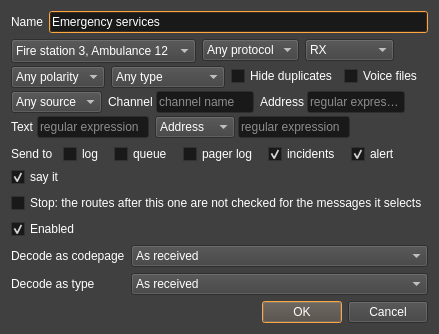 Name Emergency services
Fire station 3, Ambulance 12 Any protocol RX
Any polarity Any type Hide duplicates Voice files
Any source Channel channel name Address regular expres…
Text regular expression Address regular expression
Send to log queue pager log incidents alert
say it
Stop: the routes after this one are not checked for the messages it selects
Enabled
Decode as codepage As received
Decode as type As received
OK Cancel